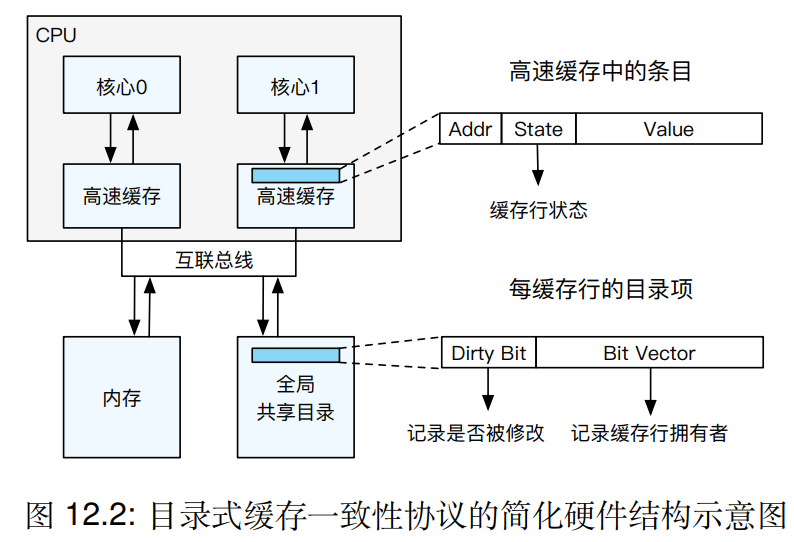 CPU
核心0
核心1
高速缓存
高速缓存
互联总线
内存
全局
共享目录
高速缓存中的条目
Addr State Value
缓存行状态
每缓存行的目录项
Dirty Bit Bit Vector
记录是否被修改
记录缓存行拥有者
图 12.2: 目录式缓存一致性协议的简化硬件结构示意图